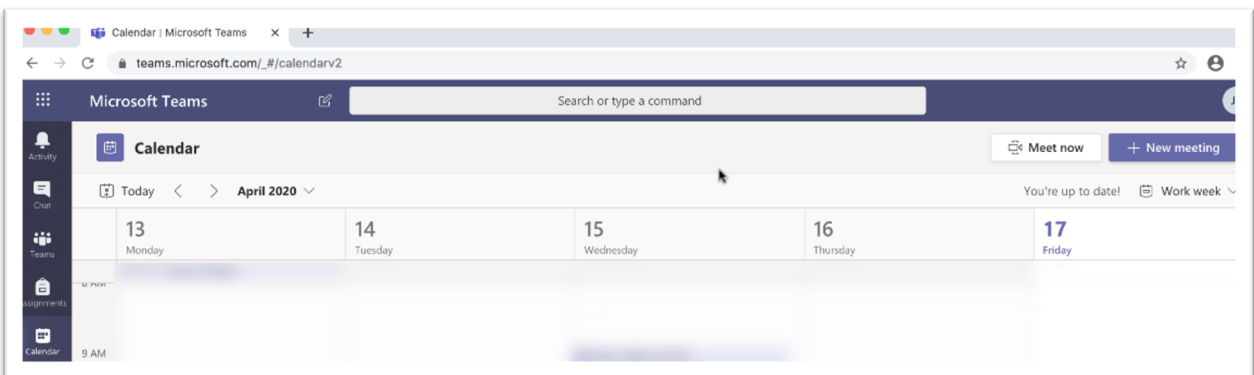 Calendar | Microsoft Teams
teams.microsoft.com/_#/calendarv2
Microsoft Teams Search or type a command J
Activity
Chat
Teams
ssignments
Calendar
Calendar Meet now + New meeting
Today April 2020 You're up to date! Work week
13 14 15 16 17
Monday Tuesday Wednesday Thursday Friday
9 AM